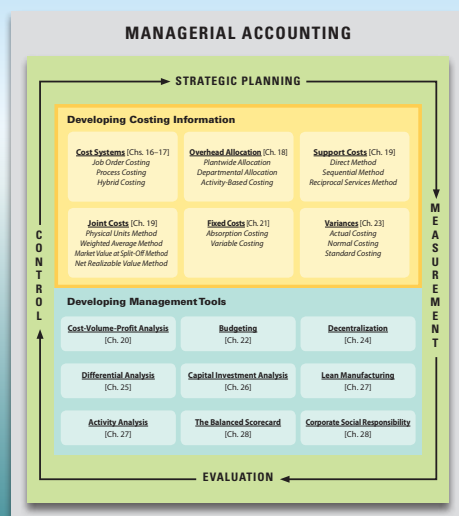 MANAGERIAL ACCOUNTING
STRATEGIC PLANNING
Developing Costing Information
Cost Systems [Chs. 16–17]
Job Order Costing
Process Costing
Hybrid Costing
Overhead Allocation [Ch. 18]
Plantwide Allocation
Departmental Allocation
Activity-Based Costing
Support Costs [Ch. 19]
Direct Method
Sequential Method
Reciprocal Services Method
Joint Costs [Ch. 19]
Physical Units Method
Weighted Average Method
Market Value at Split-Off Method
Net Realizable Value Method
Fixed Costs [Ch. 21]
Absorption Costing
Variable Costing
Variances [Ch. 23]
Actual Costing
Normal Costing
Standard Costing
Developing Management Tools
Cost-Volume-Profit Analysis
[Ch. 20]
Budgeting
[Ch. 22]
Decentralization
[Ch. 24]
Differential Analysis
[Ch. 25]
Capital Investment Analysis
[Ch. 26]
Lean Manufacturing
[Ch. 27]
Activity Analysis
[Ch. 27]
The Balanced Scorecard
[Ch. 28]
Corporate Social Responsibility
[Ch. 28]
CONTROL
MEASUREMENT
EVALUATION